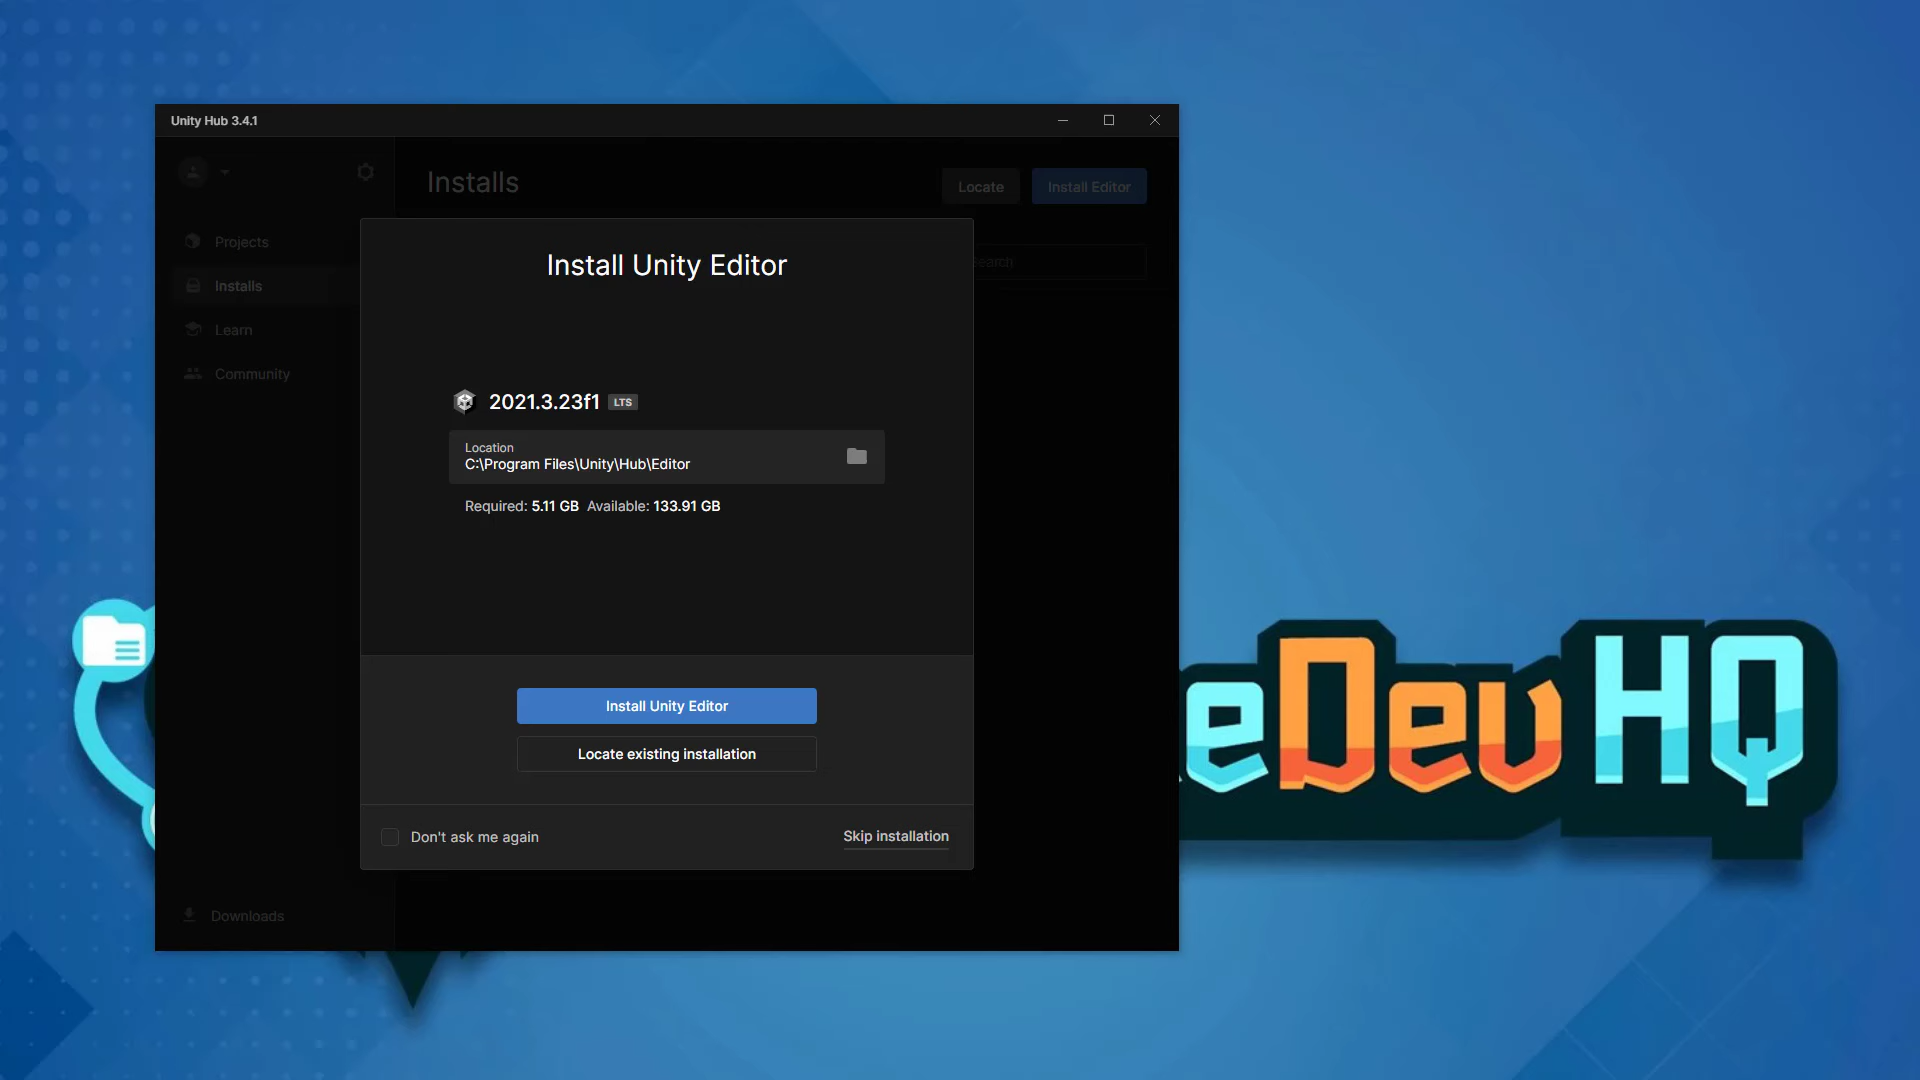 Unity Hub 3.4.1
Installs
Locate
Install Editor
Projects
Installs
Learn
Community
Search
Install Unity Editor
2021.3.23f1 LTS
Location
C:\Program Files\Unity\Hub\Editor
Required: 5.11 GB Available: 133.91 GB
Install Unity Editor
Locate existing installation
Don't ask me again
Skip installation
Downloads
eDevHQ